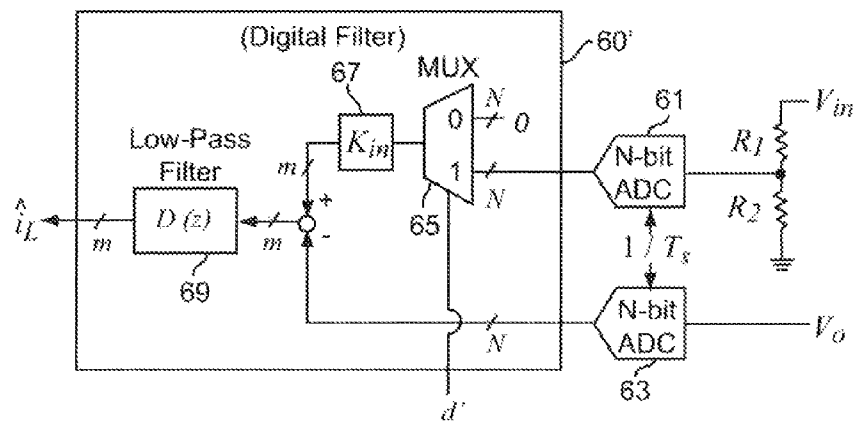 (Digital Filter)
60'
67
MUX
N
0
0
K_in
61
V_in
Low-Pass
Filter
m
1
N
N-bit
ADC
R_1
R_2
î_L
m
D (z)
m
+
-
65
69
1 / T_s
N
N-bit
ADC
V_o
63
d'